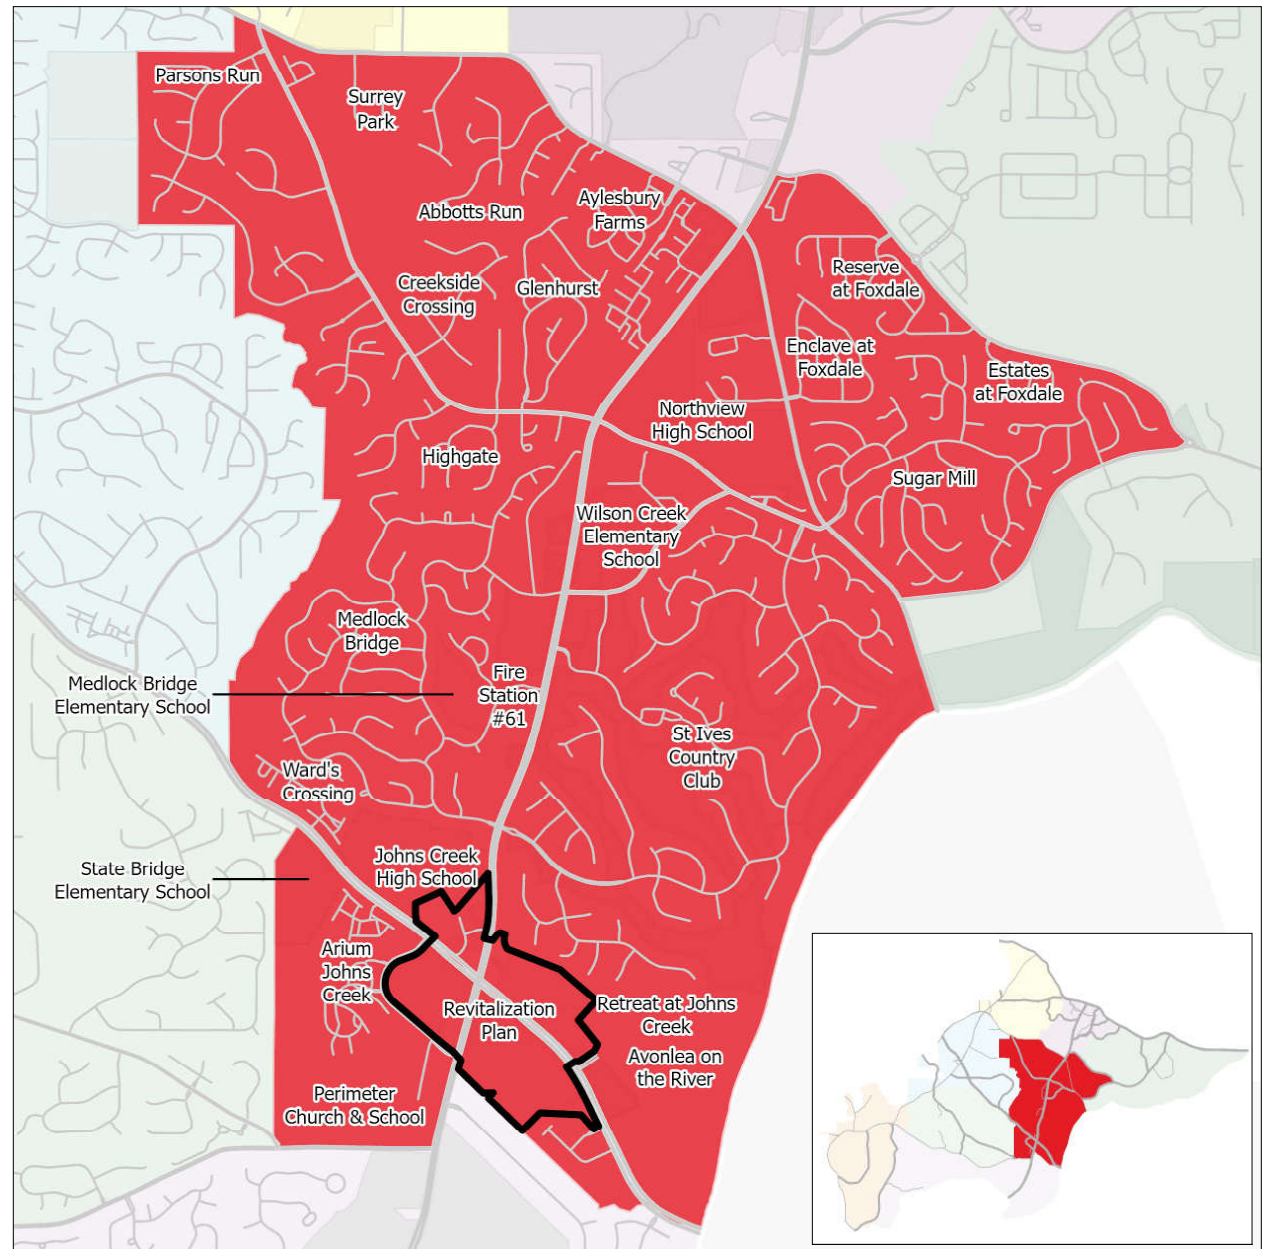 Parsons Run
Surrey
Park
Abbotts Run
Aylesbury
Farms
Creekside
Crossing
Glenhurst
Reserve
at Foxdale
Enclave at
Foxdale
Estates
at Foxdale
Northview
High School
Highgate
Sugar Mill
Wilson Creek
Elementary
School
Medlock
Bridge
Medlock Bridge
Elementary School
Fire
Station
#61
St Ives
Country
Club
Ward's
Crossing
Johns Creek
High School
State Bridge
Elementary School
Arium
Johns
Creek
Revitalization
Plan
Retreat at Johns
Creek
Avonlea on
the River
Perimeter
Church & School